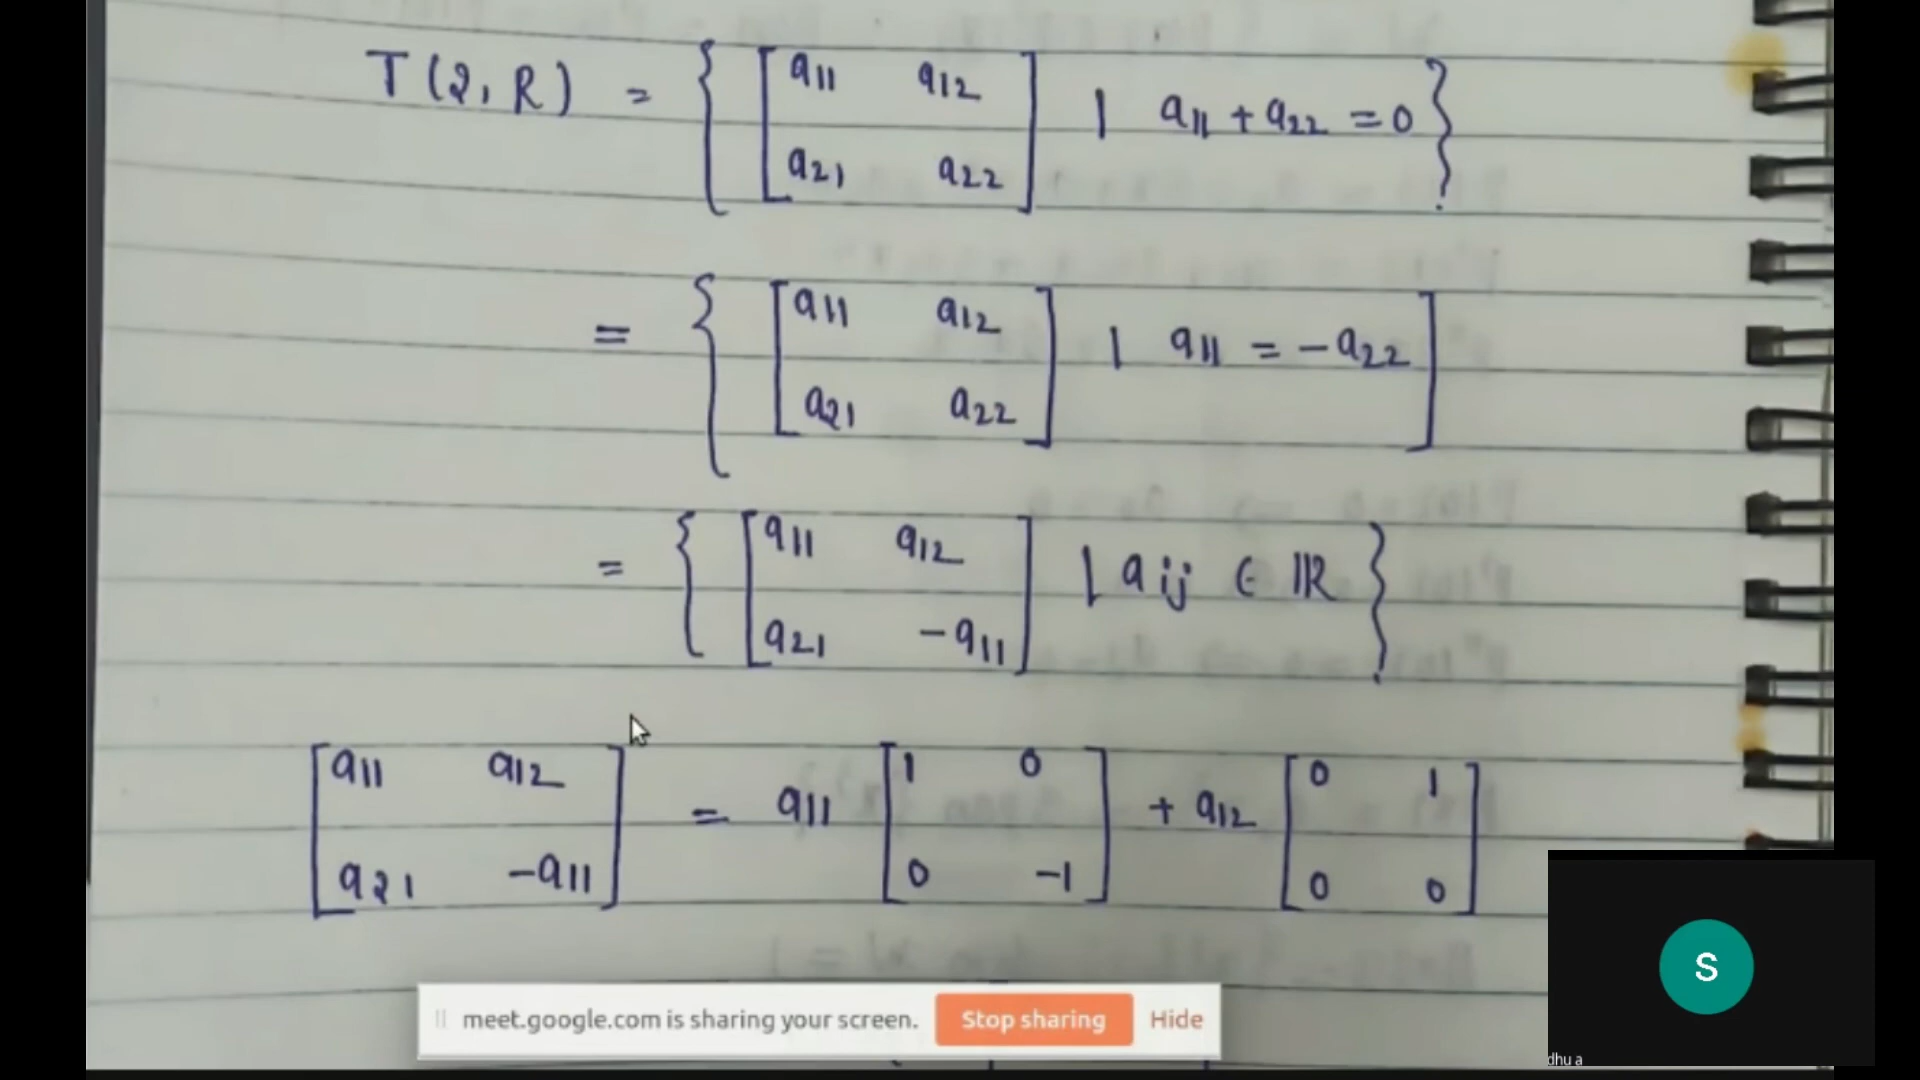 T(2, R) = { [ a11 a12 ] | a11 + a22 = 0 }
[ a21 a22 ]
= { [ a11 a12 ] | a11 = -a22 ]
[ a21 a22 ]
= { [ a11 a12 ] | aij ∈ ℝ }
[ a21 -a11 ]
[ a11 a12 ] = a11 [ 1 0 ] + a12 [ 0 1 ]
[ a21 -a11 ] [ 0 -1 ] [ 0 0 ]
meet.google.com is sharing your screen. Stop sharing Hide
S
dhu a